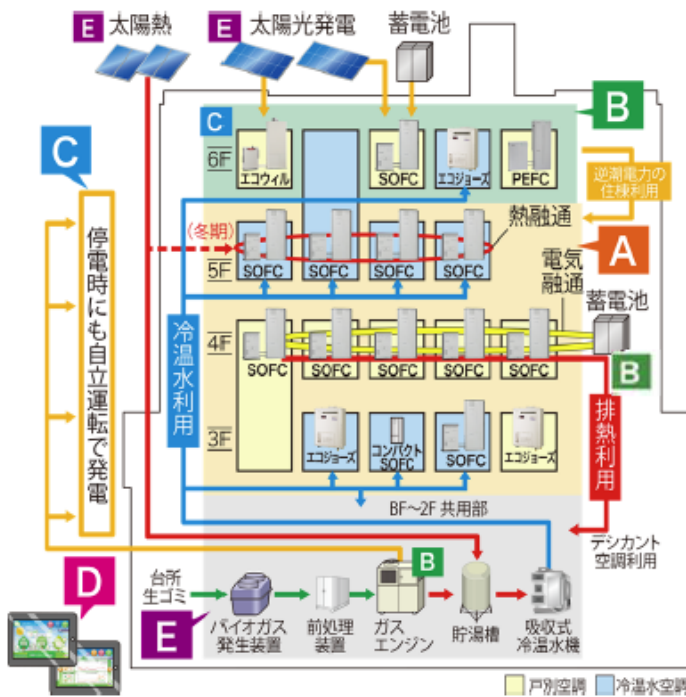 E 太陽熱
E 太陽光発電
蓄電池
B
C
6F
エコウィル
SOFC
エコジョーズ
PEFC
逆潮電力の
住棟利用
C
停電時にも自立運転で発電
(冬期)
熱融通
A
5F
SOFC
SOFC
SOFC
SOFC
電気
融通
蓄電池
冷温水利用
4F
SOFC
SOFC
SOFC
SOFC
SOFC
B
排熱利用
3F
エコジョーズ
コンパクト
SOFC
SOFC
エコジョーズ
BF～2F 共用部
デシカント
空調利用
D
台所
生ゴミ
B
E
バイオガス
発生装置
前処理
装置
ガス
エンジン
貯湯槽
吸収式
冷温水機
戸別空調
冷温水空調